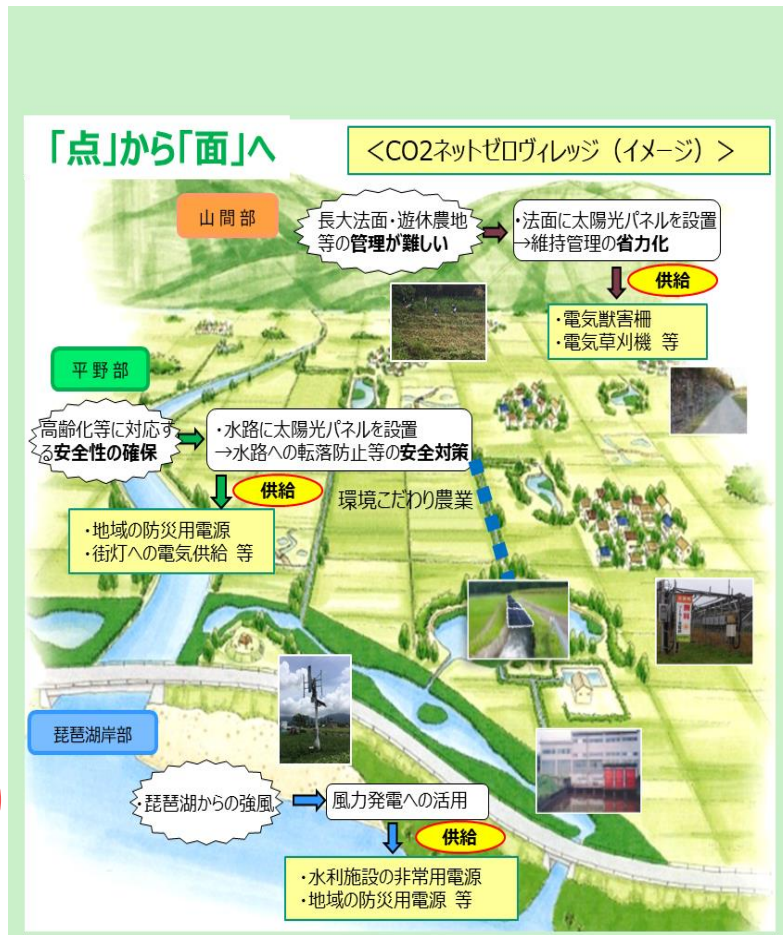 「点」から「面」へ
＜CO2ネットゼロヴィレッジ（イメージ）＞
山間部
長大法面・遊休農地
等の管理が難しい
・法面に太陽光パネルを設置
→維持管理の省力化
供給
・電気獣害柵
・電気草刈機 等
平野部
高齢化等に対応す
る安全性の確保
・水路に太陽光パネルを設置
→水路への転落防止等の安全対策
供給
環境こだわり農業
・地域の防災用電源
・街灯への電気供給 等
琵琶湖岸部
・琵琶湖からの強風
風力発電への活用
供給
・水利施設の非常用電源
・地域の防災用電源 等